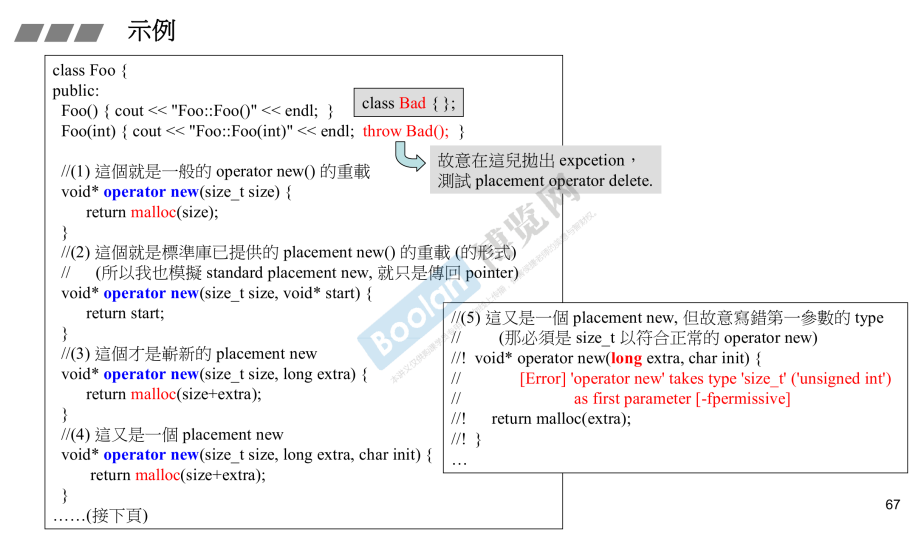 示例
class Foo {
public:
Foo() { cout << "Foo::Foo()" << endl; }
class Bad { };
Foo(int) { cout << "Foo::Foo(int)" << endl; throw Bad(); }
故意在這兒拋出 expcetion，
測試 placement operator delete.
//(1) 這個就是一般的 operator new() 的重載
void* operator new(size_t size) {
return malloc(size);
}
//(2) 這個就是標準庫已提供的 placement new() 的重載 (的形式)
// (所以我也模擬 standard placement new, 就只是傳回 pointer)
void* operator new(size_t size, void* start) {
return start;
}
//(3) 這個才是嶄新的 placement new
void* operator new(size_t size, long extra) {
return malloc(size+extra);
}
//(4) 這又是一個 placement new
void* operator new(size_t size, long extra, char init) {
return malloc(size+extra);
}
……(接下頁)
//(5) 這又是一個 placement new, 但故意寫錯第一參數的 type
// (那必須是 size_t 以符合正常的 operator new)
//! void* operator new(long extra, char init) {
// [Error] 'operator new' takes type 'size_t' ('unsigned int')
// as first parameter [-fpermissive]
//! return malloc(extra);
//! }
…
Boolan 博览网
67